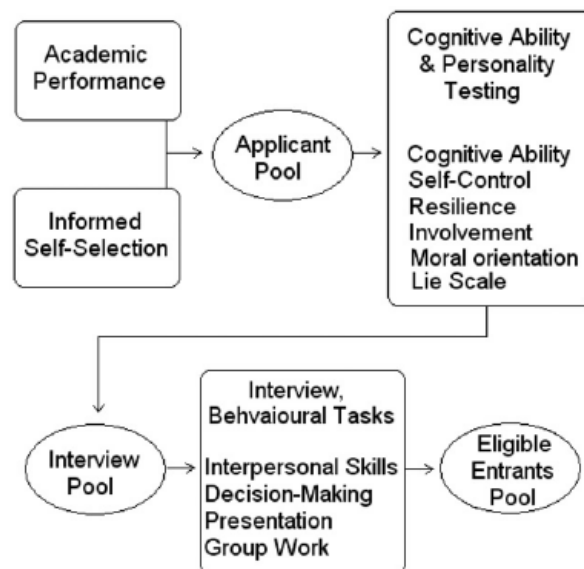 Academic
Performance
Informed
Self-Selection
Applicant
Pool
Cognitive Ability
& Personality
Testing
Cognitive Ability
Self-Control
Resilience
Involvement
Moral orientation
Lie Scale
Interview
Pool
Interview,
Behvaioural Tasks
Interpersonal Skills
Decision-Making
Presentation
Group Work
Eligible
Entrants
Pool